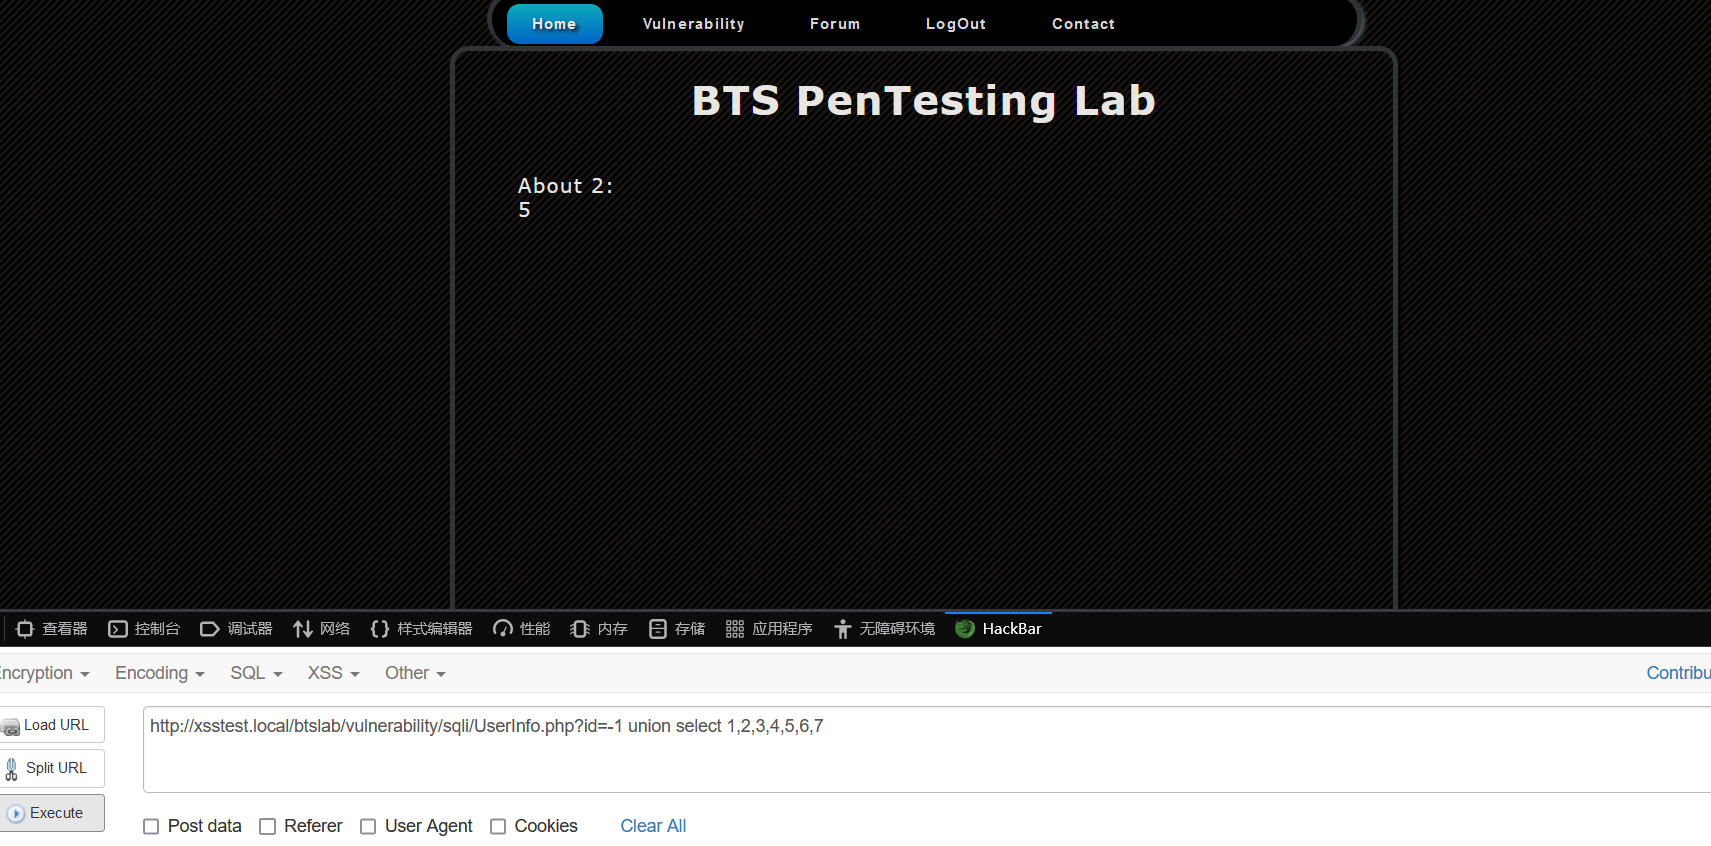 Home Vulnerability Forum LogOut Contact
BTS PenTesting Lab
About 2:
5
查看器 控制台 调试器 网络 样式编辑器 性能 内存 存储 应用程序 无障碍环境 HackBar
ncryption Encoding SQL XSS Other Contribu
Load URL
http://xsstest.local/btslab/vulnerability/sqli/UserInfo.php?id=-1 union select 1,2,3,4,5,6,7
Split URL
Execute
Post data Referer User Agent Cookies Clear All